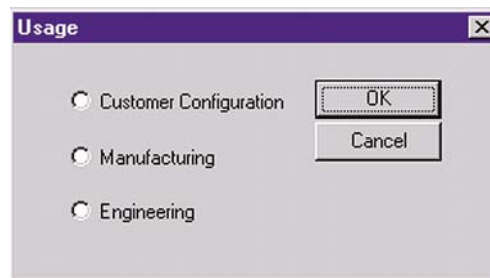 Usage
Customer Configuration
OK
Cancel
Manufacturing
Engineering